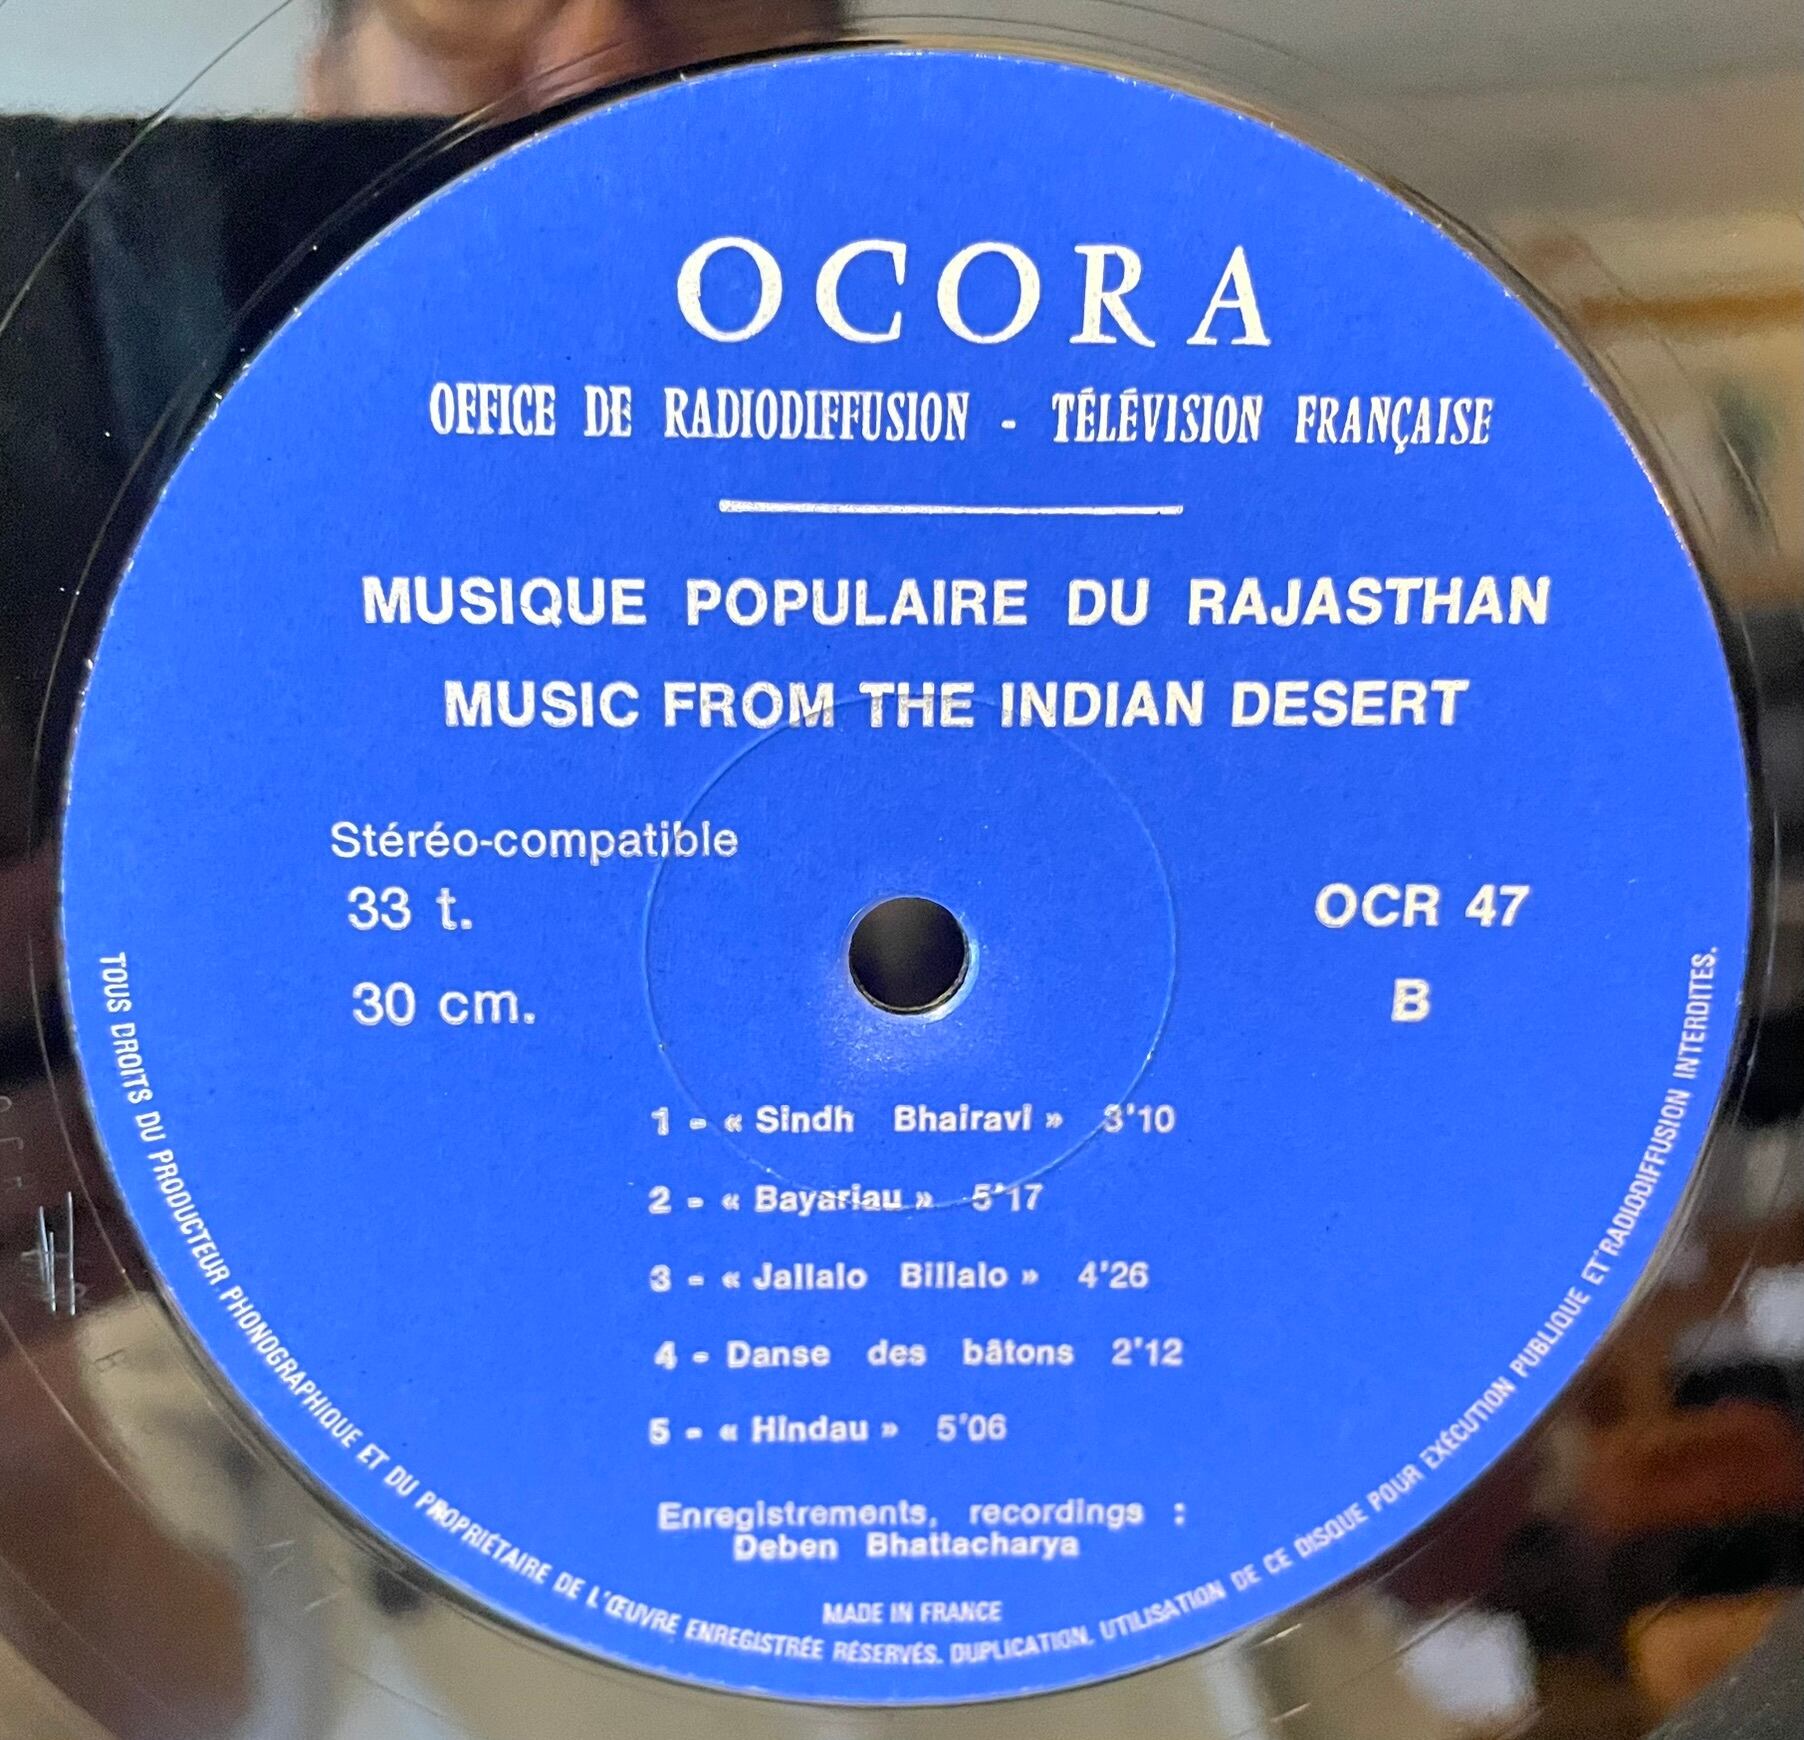 OCORA
OFFICE DE RADIODIFFUSION - TÉLÉVISION FRANÇAISE
MUSIQUE POPULAIRE DU RAJASTHAN
MUSIC FROM THE INDIAN DESERT
Stéréo-compatible
33 t.
OCR 47
30 cm.
B
1 - « Sindh Bhairavi » 3'10
2 - « Bayariau » 5'17
3 - « Jallalo Billalo » 4'26
4 - Danse des bâtons 2'12
5 - « Hindau » 5'06
Enregistrements, recordings :
Deben Bhattacharya
MADE IN FRANCE
TOUS DROITS DU PRODUCTEUR PHONOGRAPHIQUE ET DU PROPRIÉTAIRE DE L'ŒUVRE ENREGISTRÉE RÉSERVÉS. DUPLICATION, UTILISATION DE CE DISQUE POUR EXÉCUTION PUBLIQUE ET RADIODIFFUSION INTERDITES.